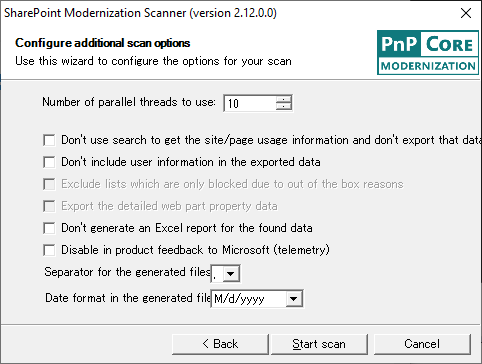 SharePoint Modernization Scanner (version 2.12.0.0)
Configure additional scan options
Use this wizard to configure the options for your scan
PnP Core
MODERNIZATION
Number of parallel threads to use: 10
Don't use search to get the site/page usage information and don't export that data
Don't include user information in the exported data
Exclude lists which are only blocked due to out of the box reasons
Export the detailed web part property data
Don't generate an Excel report for the found data
Disable in product feedback to Microsoft (telemetry)
Separator for the generated files ,
Date format in the generated file M/d/yyyy
< Back
Start scan
Cancel